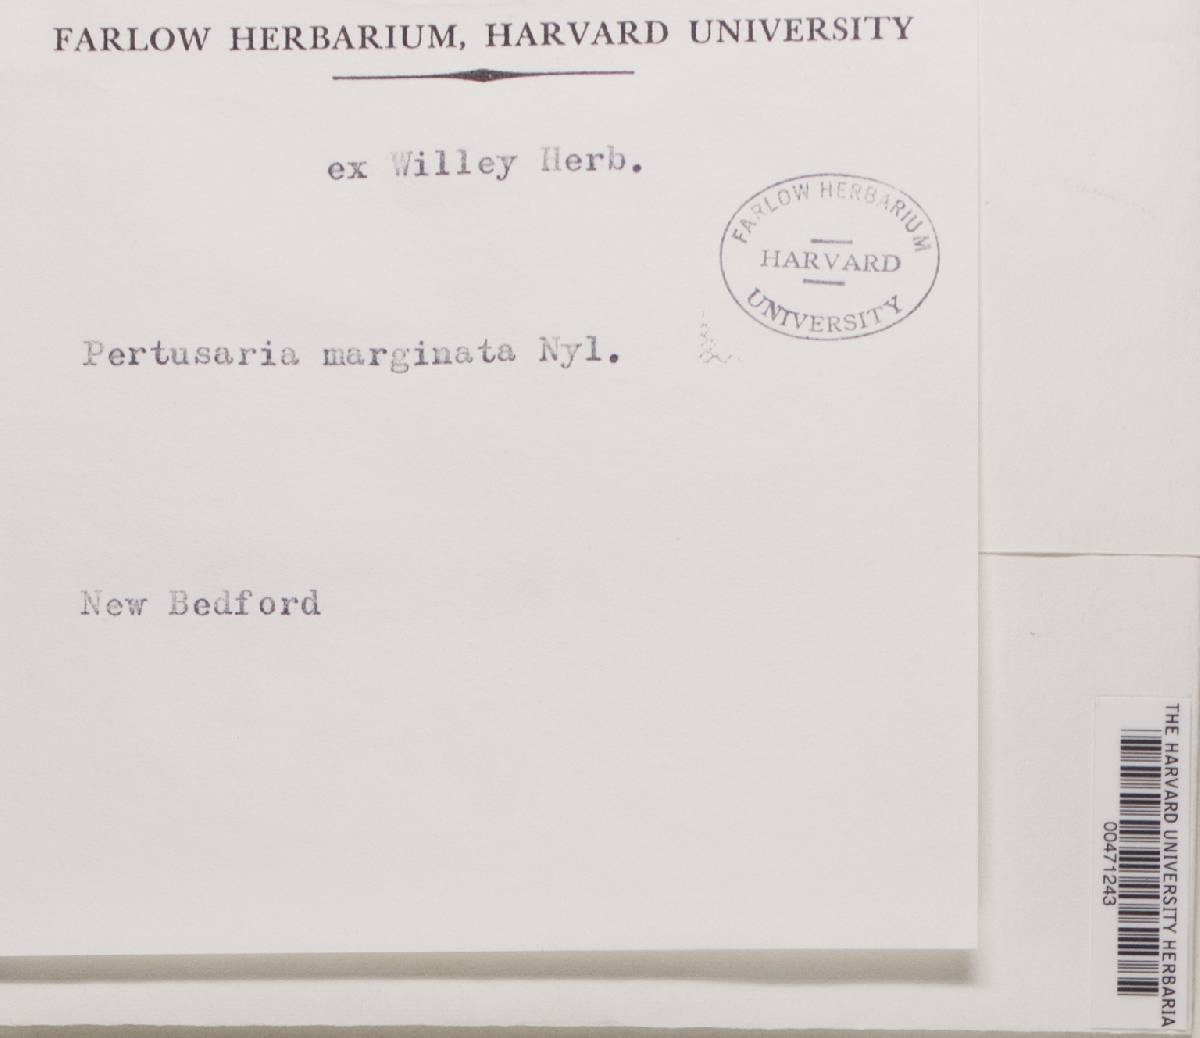 FARLOW HERBARIUM, HARVARD UNIVERSITY
ex Willey Herb.
FARLOW HERBARIUM
HARVARD
UNIVERSITY
Pertusaria marginata Nyl.
New Bedford
THE HARVARD UNIVERSITY HERBARIA
00471243